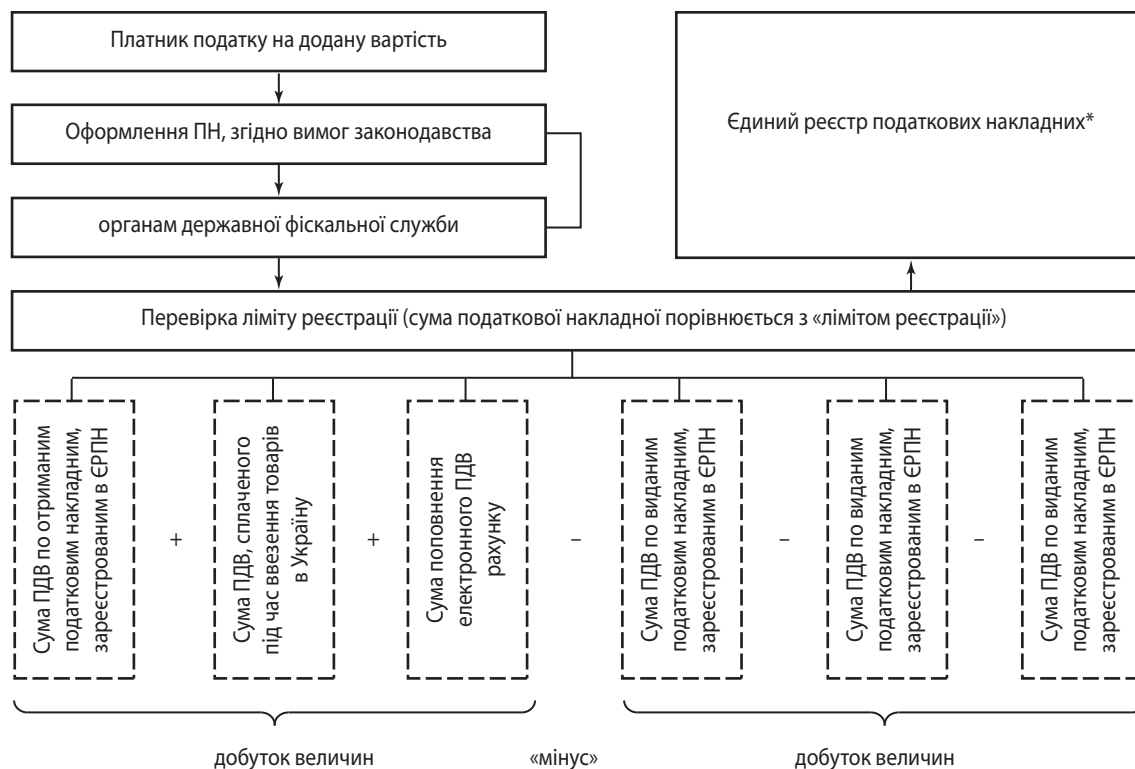 Платник податку на додану вартість
Оформлення ПН, згідно вимог законодавства
органам державної фіскальної служби
Єдиний реєстр податкових накладних*
Перевірка ліміту реєстрації (сума податкової накладної порівнюється з «лімітом реєстрації»)
Сума ПДВ по отриманим
податковим накладним,
зареєстрованим в ЄРПН
+
Сума ПДВ, сплаченого
під час ввезення товарів
в Україну
+
Сума поповнення
електронного ПДВ
рахунку
–
Сума ПДВ по виданим
податковим накладним,
зареєстрованим в ЄРПН
–
Сума ПДВ по виданим
податковим накладним,
зареєстрованим в ЄРПН
–
Сума ПДВ по виданим
податковим накладним,
зареєстрованим в ЄРПН
добуток величин
«мінус»
добуток величин